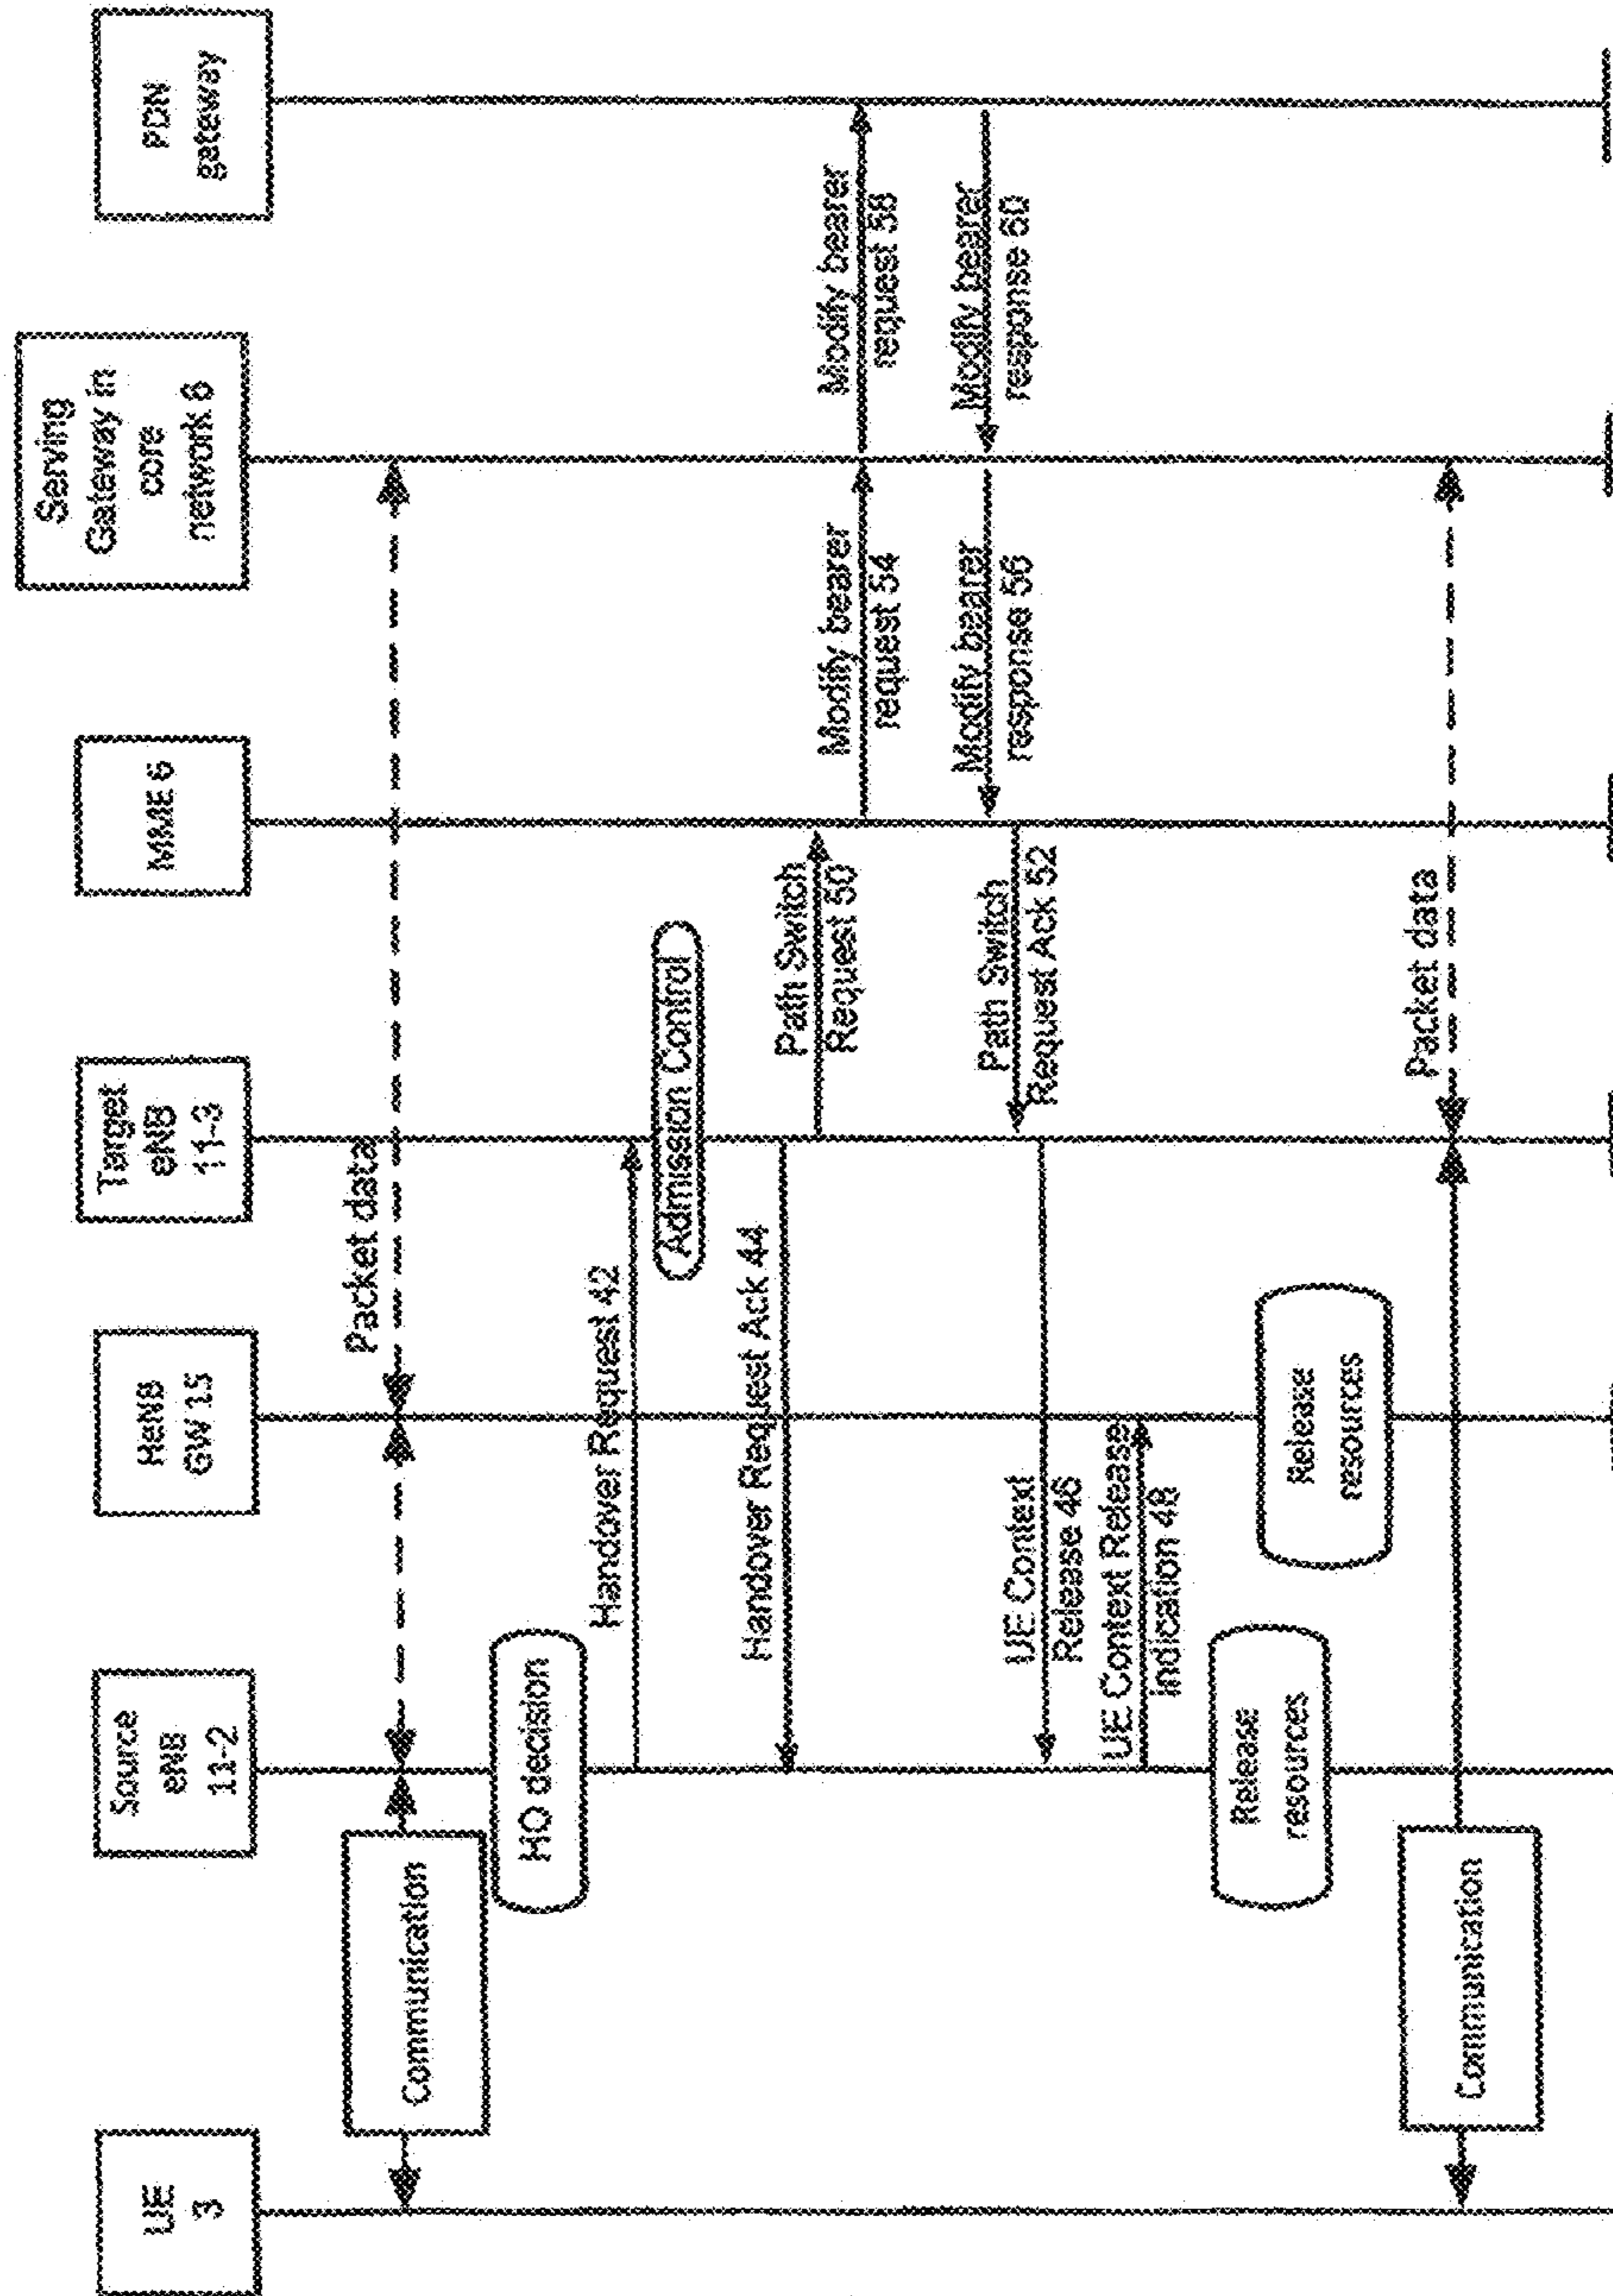 UE
3
Source
eNB
11-2
HeNB
GW 15
Target
eNB
11-3
MME 6
Serving
Gateway in
core
network 6
PDN
gateway
Packet data
Communication
HO decision
Handover Request 42
Admission Control
Handover Request Ack 44
Path Switch
Request 50
Modify bearer
request 54
Modify bearer
request 58
Modify bearer
response 60
Modify bearer
response 56
Path Switch
Request Ack 52
UE Context
Release 46
UE Context Release
indication 48
Release
resources
Release
resources
Packet data
Communication